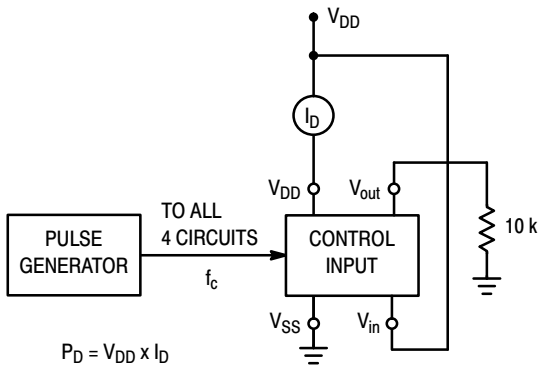 V_DD
I_D
V_DD
V_out
TO ALL
4 CIRCUITS
PULSE
GENERATOR
CONTROL
INPUT
10 k
f_c
V_SS
V_in
P_D = V_DD x I_D